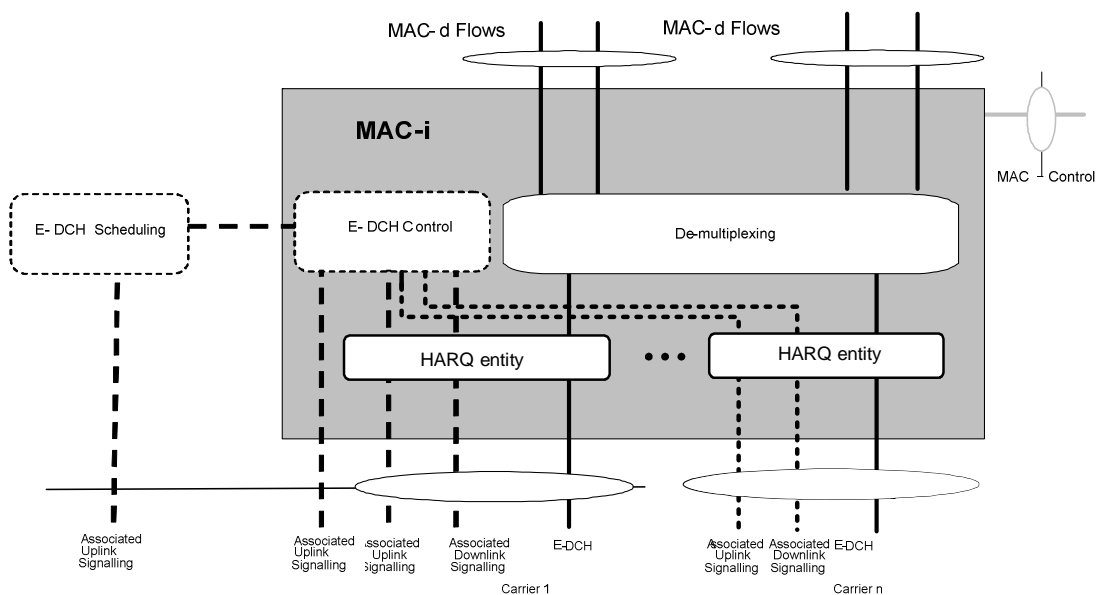 MAC-d Flows
MAC-d Flows
MAC-i
MAC – Control
E-DCH Scheduling
E-DCH Control
De-multiplexing
HARQ entity
HARQ entity
Associated
Uplink
Signalling
Associated
Uplink
Signalling
Associated
Uplink
Signalling
Associated
Downlink
Signalling
E-DCH
Associated
Uplink
Signalling
Associated
Downlink
Signalling
E-DCH
Carrier 1
Carrier n